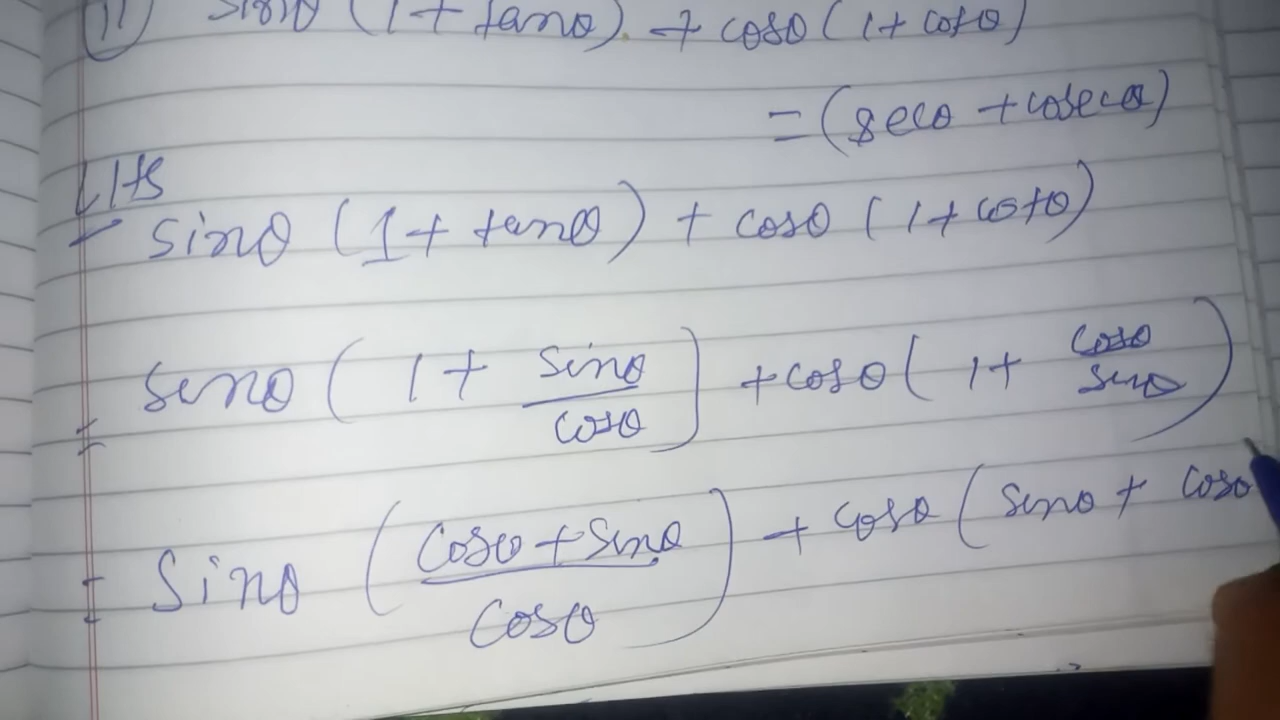 11) sinθ (1 + tanθ) + cosθ (1 + cotθ)
= (secθ + cosecθ)
LHS
= sinθ (1 + tanθ) + cosθ (1 + cotθ)
= sinθ (1 + sinθ/cosθ) + cosθ (1 + cosθ/sinθ)
= sinθ (cosθ + sinθ/cosθ) + cosθ (sinθ + cosθ